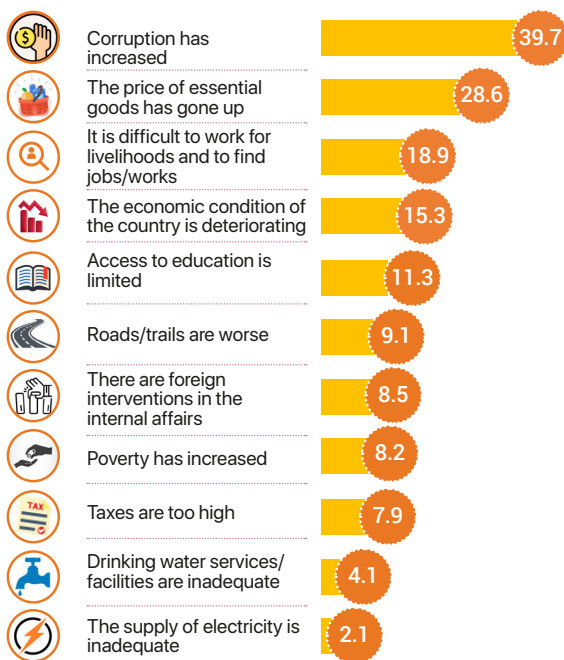 Corruption has
increased
39.7
The price of essential
goods has gone up
28.6
It is difficult to work for
livelihoods and to find
jobs/works
18.9
The economic condition of
the country is deteriorating
15.3
Access to education is
limited
11.3
Roads/trails are worse
9.1
There are foreign
interventions in the
internal affairs
8.5
Poverty has increased
8.2
TAX
Taxes are too high
7.9
Drinking water services/
facilities are inadequate
4.1
The supply of electricity is
inadequate
2.1